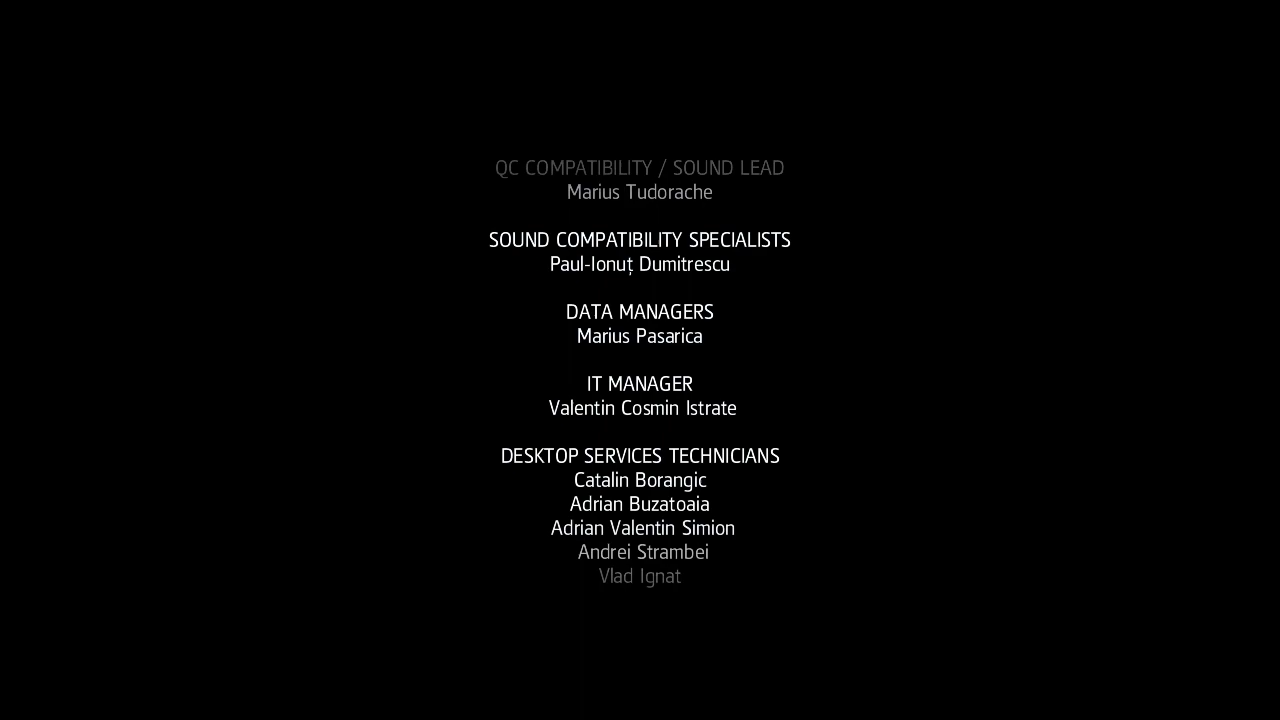 QC COMPATIBILITY / SOUND LEAD
Marius Tudorache
SOUND COMPATIBILITY SPECIALISTS
Paul-Ionuț Dumitrescu
DATA MANAGERS
Marius Pasarica
IT MANAGER
Valentin Cosmin Istrate
DESKTOP SERVICES TECHNICIANS
Catalin Borangic
Adrian Buzatoaia
Adrian Valentin Simion
Andrei Strambei
Vlad Ignat